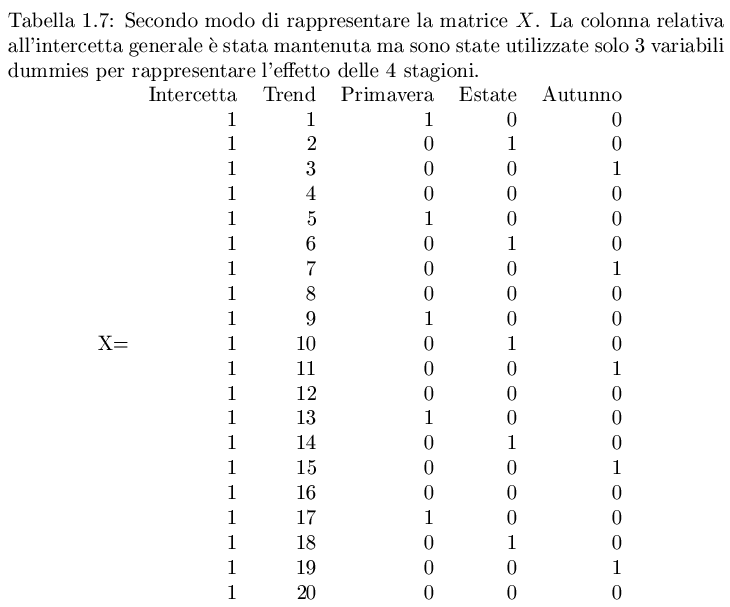 Tabella 1.7: Secondo modo di rappresentare la matrice X. La colonna relativa
all'intercetta generale è stata mantenuta ma sono state utilizzate solo 3 variabili
dummies per rappresentare l'effetto delle 4 stagioni.
Intercetta Trend Primavera Estate Autunno
1 1 1 0 0
1 2 0 1 0
1 3 0 0 1
1 4 0 0 0
1 5 1 0 0
1 6 0 1 0
1 7 0 0 1
1 8 0 0 0
1 9 1 0 0
X= 1 10 0 1 0
1 11 0 0 1
1 12 0 0 0
1 13 1 0 0
1 14 0 1 0
1 15 0 0 1
1 16 0 0 0
1 17 1 0 0
1 18 0 1 0
1 19 0 0 1
1 20 0 0 0